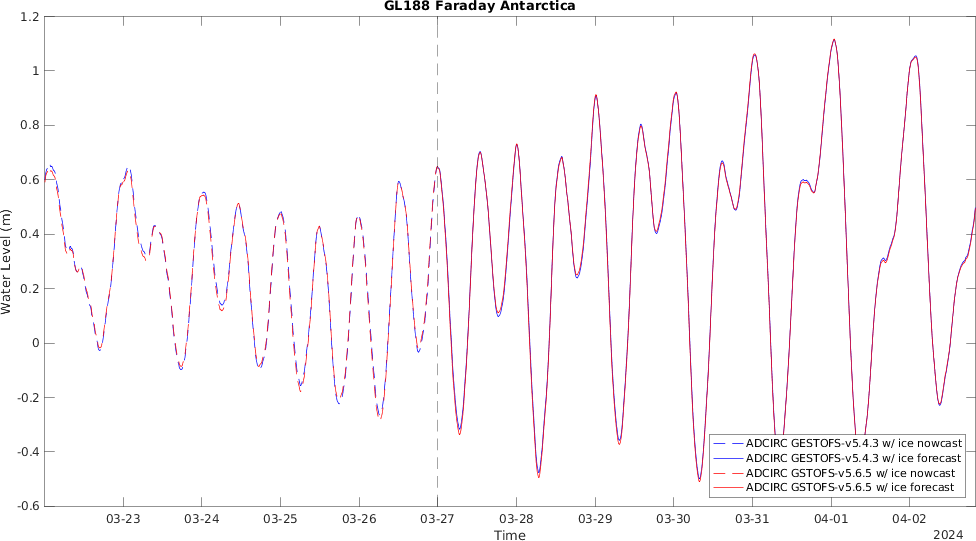 GL188 Faraday Antarctica
1.2
1
0.8
0.6
0.4
0.2
0
-0.2
-0.4
-0.6
Water Level (m)
ADCIRC GESTOFS-v5.4.3 w/ ice nowcast
ADCIRC GESTOFS-v5.4.3 w/ ice forecast
ADCIRC GSTOFS-v5.6.5 w/ ice nowcast
ADCIRC GSTOFS-v5.6.5 w/ ice forecast
03-23 03-24 03-25 03-26 03-27 03-28 03-29 03-30 03-31 04-01 04-02
Time
2024